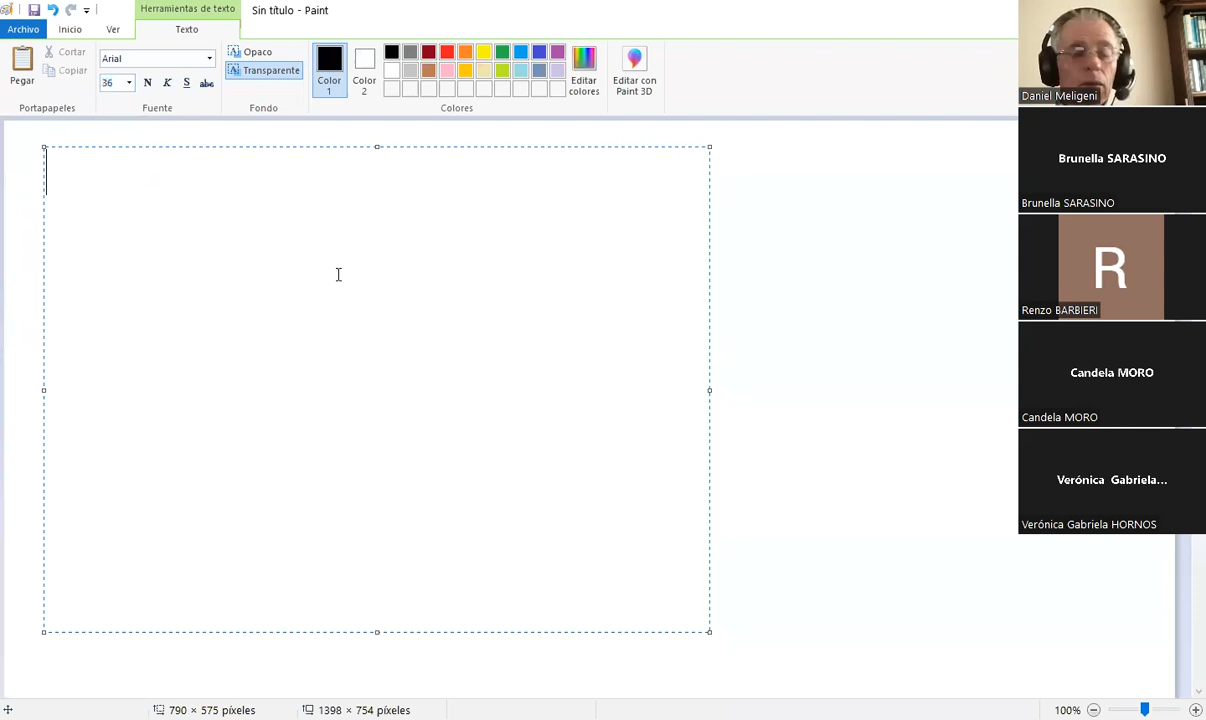 Herramientas de texto
Sin título - Paint
Archivo
Inicio
Ver
Texto
Pegar
Cortar
Copiar
Portapapeles
Arial
36
N K S abc
Fuente
Opaco
Transparente
Fondo
Color 1
Color 2
Editar colores
Colores
Editar con Paint 3D
Daniel Meligeni
Brunella SARASINO
Brunella SARASINO
R
Renzo BARBIERI
Candela MORO
Candela MORO
Verónica Gabriela...
Verónica Gabriela HORNOS
790 × 575 píxeles
1398 × 754 píxeles
100%